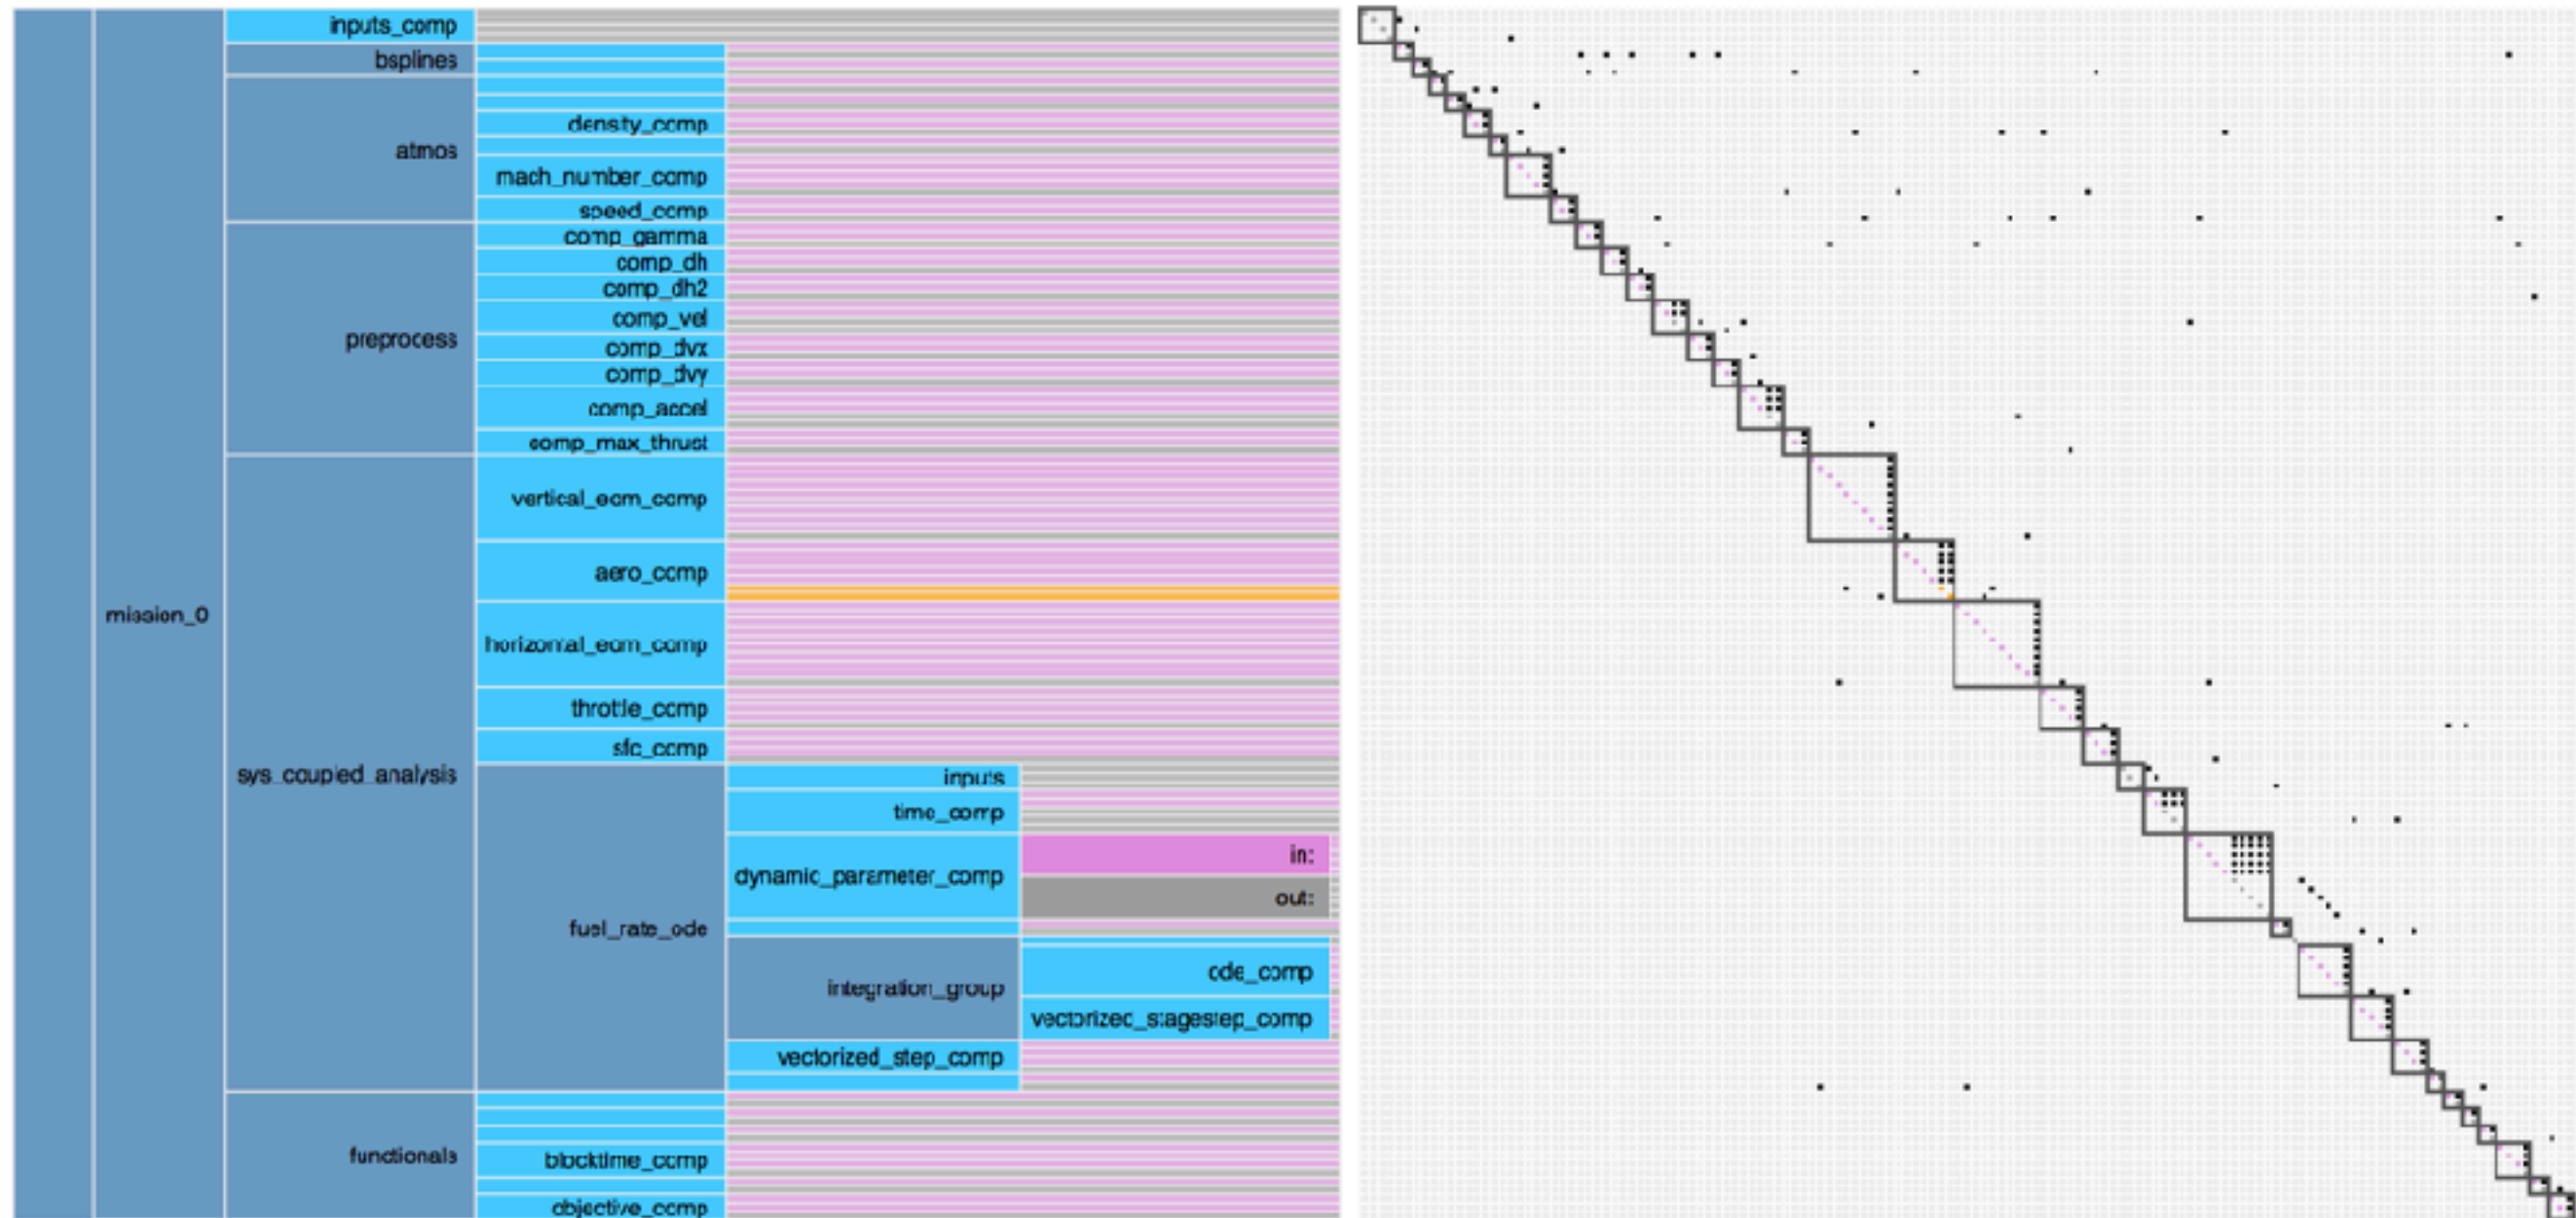 inputs_comp
bsplines
density_comp
atmos
mach_number_comp
speed_comp
comp_gamma
comp_dh
comp_dh2
comp_vel
preprocess
comp_dvx
comp_dvy
comp_accel
comp_max_thrust
vertical_eom_comp
aero_comp
mission_0
horizontal_eom_comp
throttle_comp
sfc_comp
sys_coupled_analysis
inputs
time_comp
in:
dynamic_parameter_comp
out:
fuel_rate_ode
ode_comp
integration_group
vectorized_stagestep_comp
vectorized_step_comp
functionals
blocktime_comp
objective_comp